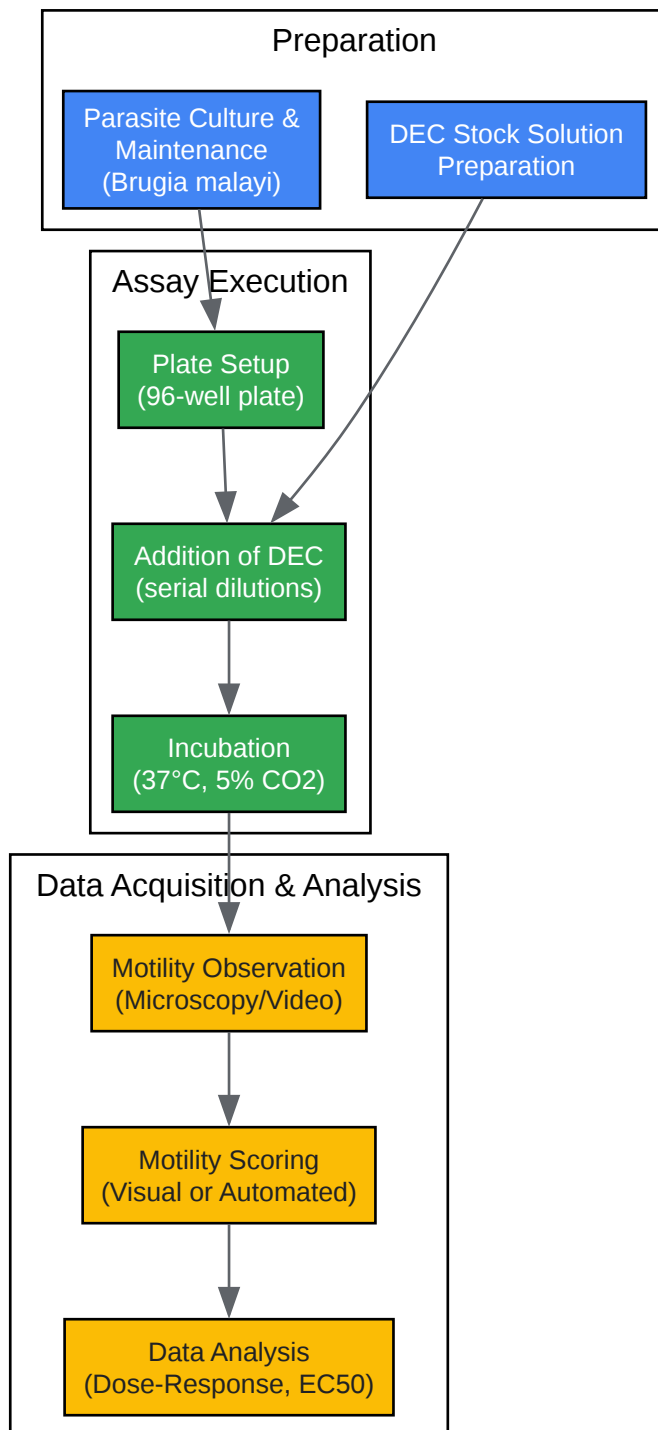 Preparation
Parasite Culture &
Maintenance
(Brugia malayi)
DEC Stock Solution
Preparation
Assay Execution
Plate Setup
(96-well plate)
Addition of DEC
(serial dilutions)
Incubation
(37°C, 5% CO2)
Data Acquisition & Analysis
Motility Observation
(Microscopy/Video)
Motility Scoring
(Visual or Automated)
Data Analysis
(Dose-Response, EC50)